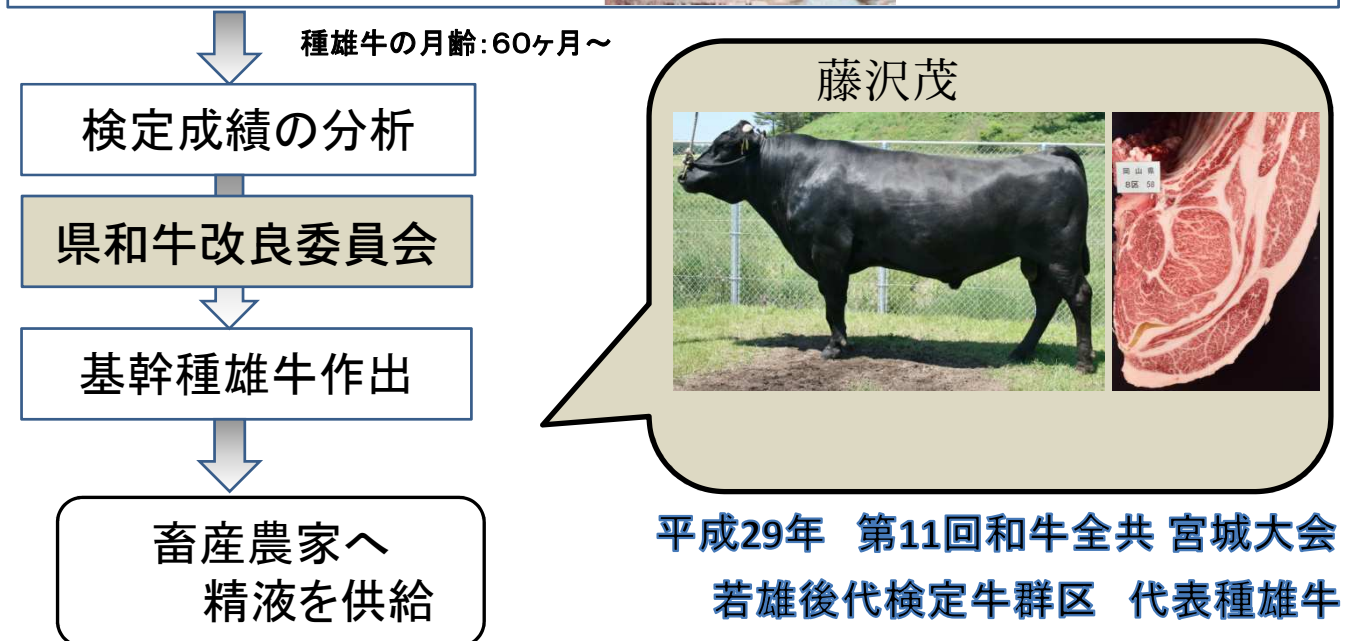 種雄牛の月齢:60ヶ月～
検定成績の分析
県和牛改良委員会
基幹種雄牛作出
畜産農家へ
精液を供給
藤沢茂
岡山県
8区 58
平成29年 第11回和牛全共 宮城大会
若雄後代検定牛群区 代表種雄牛